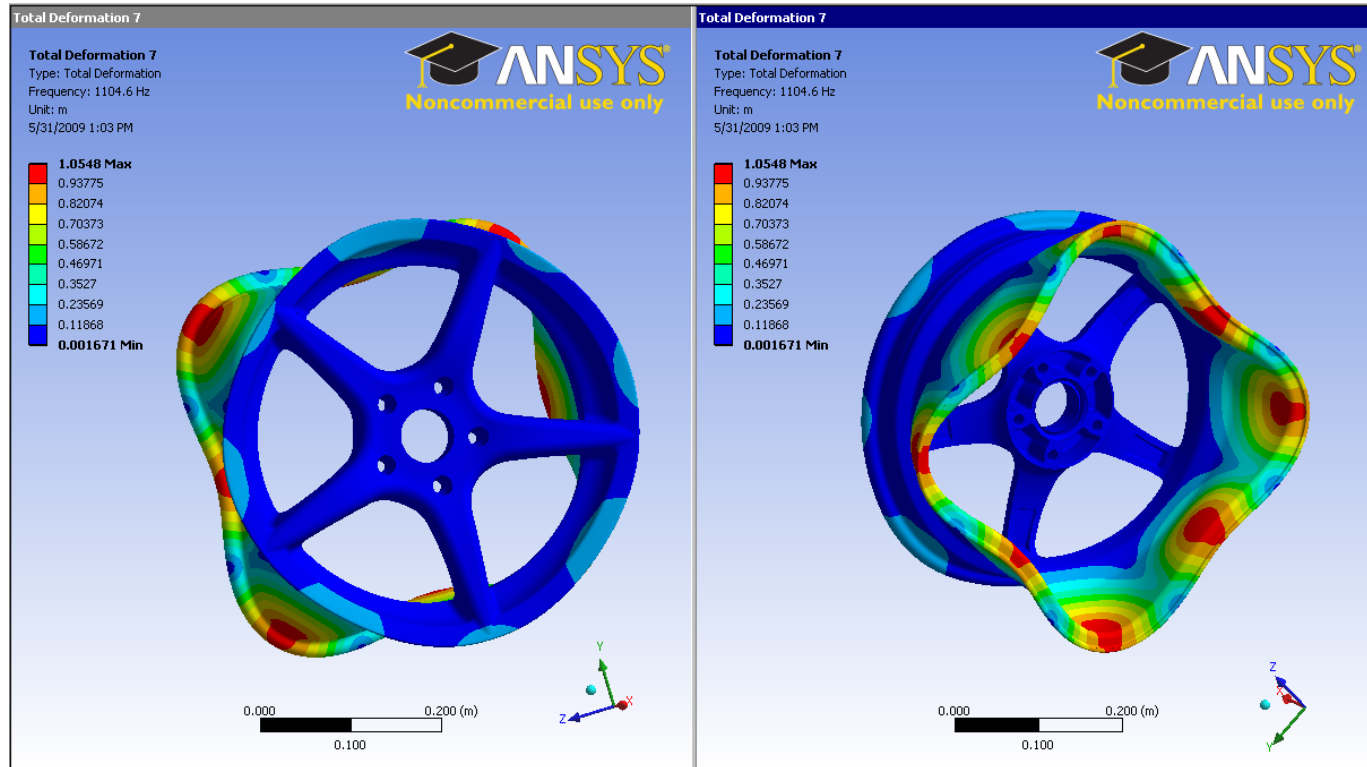 Total Deformation 7
Total Deformation 7
Type: Total Deformation
Frequency: 1104.6 Hz
Unit: m
5/31/2009 1:03 PM
ANSYS
Noncommercial use only
1.0548 Max
0.93775
0.82074
0.70373
0.58672
0.46971
0.3527
0.23569
0.11868
0.001671 Min
0.000
0.200 (m)
0.100
Y
X
Z
Total Deformation 7
Total Deformation 7
Type: Total Deformation
Frequency: 1104.6 Hz
Unit: m
5/31/2009 1:03 PM
ANSYS
Noncommercial use only
1.0548 Max
0.93775
0.82074
0.70373
0.58672
0.46971
0.3527
0.23569
0.11868
0.001671 Min
0.000
0.200 (m)
0.100
Z
X
Y